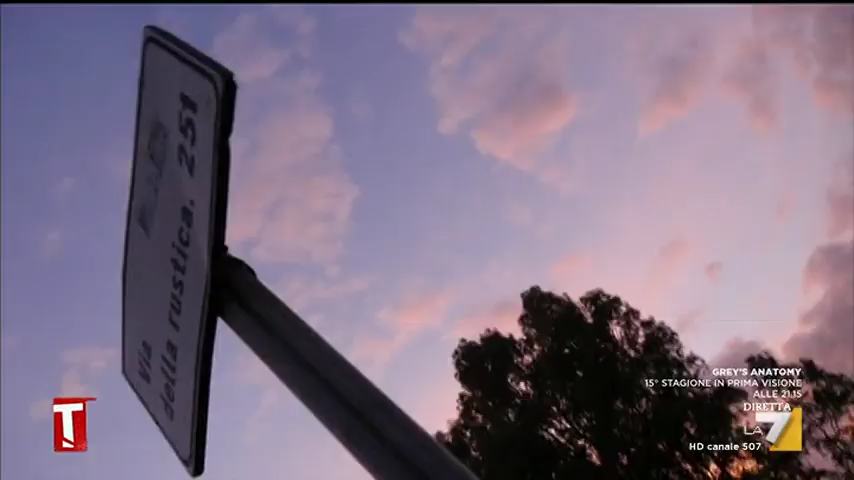 Via
della rustica. 251
T
GREY'S ANATOMY
15° STAGIONE IN PRIMA VISIONE
ALLE 21.15
DIRETTA
LA 7
HD canale 507